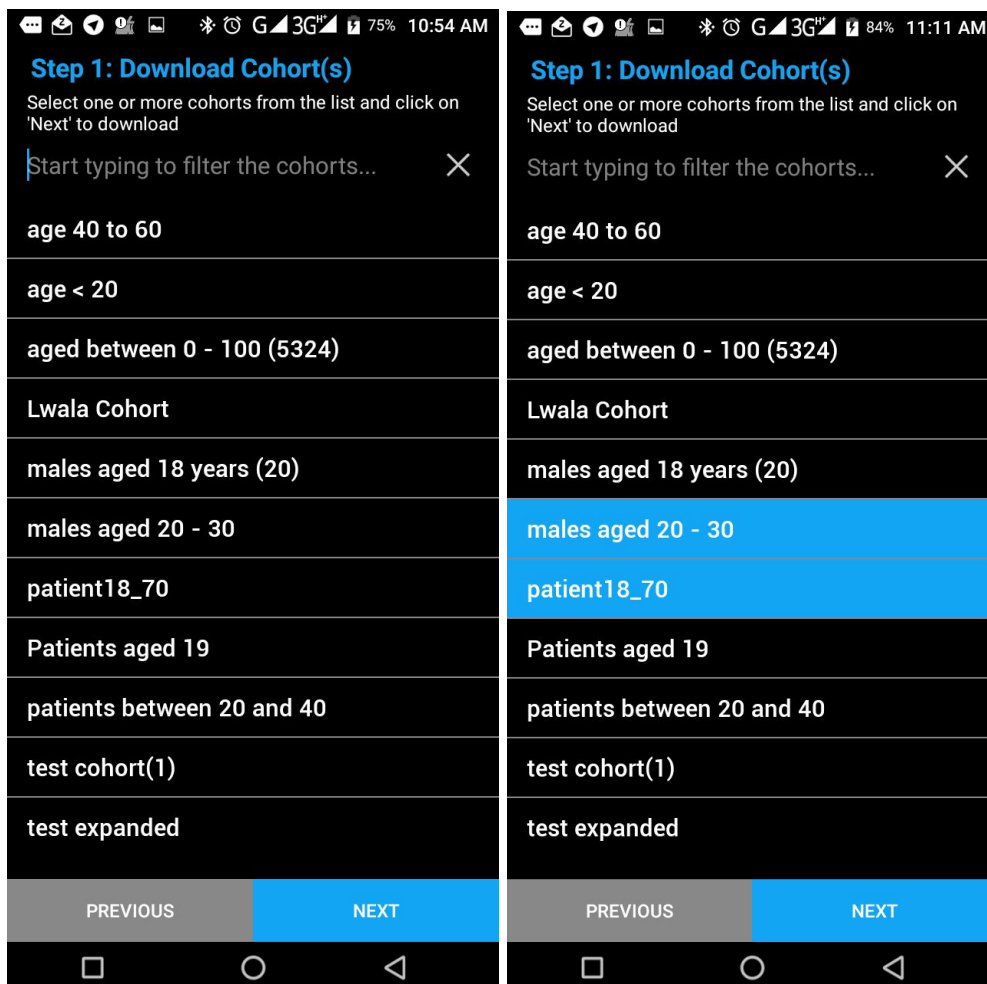 G 3G H+ 75% 10:54 AM
Step 1: Download Cohort(s)
Select one or more cohorts from the list and click on
'Next' to download
Start typing to filter the cohorts...
age 40 to 60
age < 20
aged between 0 - 100 (5324)
Lwala Cohort
males aged 18 years (20)
males aged 20 - 30
patient18_70
Patients aged 19
patients between 20 and 40
test cohort(1)
test expanded
PREVIOUS NEXT
G 3G H+ 84% 11:11 AM
Step 1: Download Cohort(s)
Select one or more cohorts from the list and click on
'Next' to download
Start typing to filter the cohorts...
age 40 to 60
age < 20
aged between 0 - 100 (5324)
Lwala Cohort
males aged 18 years (20)
males aged 20 - 30
patient18_70
Patients aged 19
patients between 20 and 40
test cohort(1)
test expanded
PREVIOUS NEXT